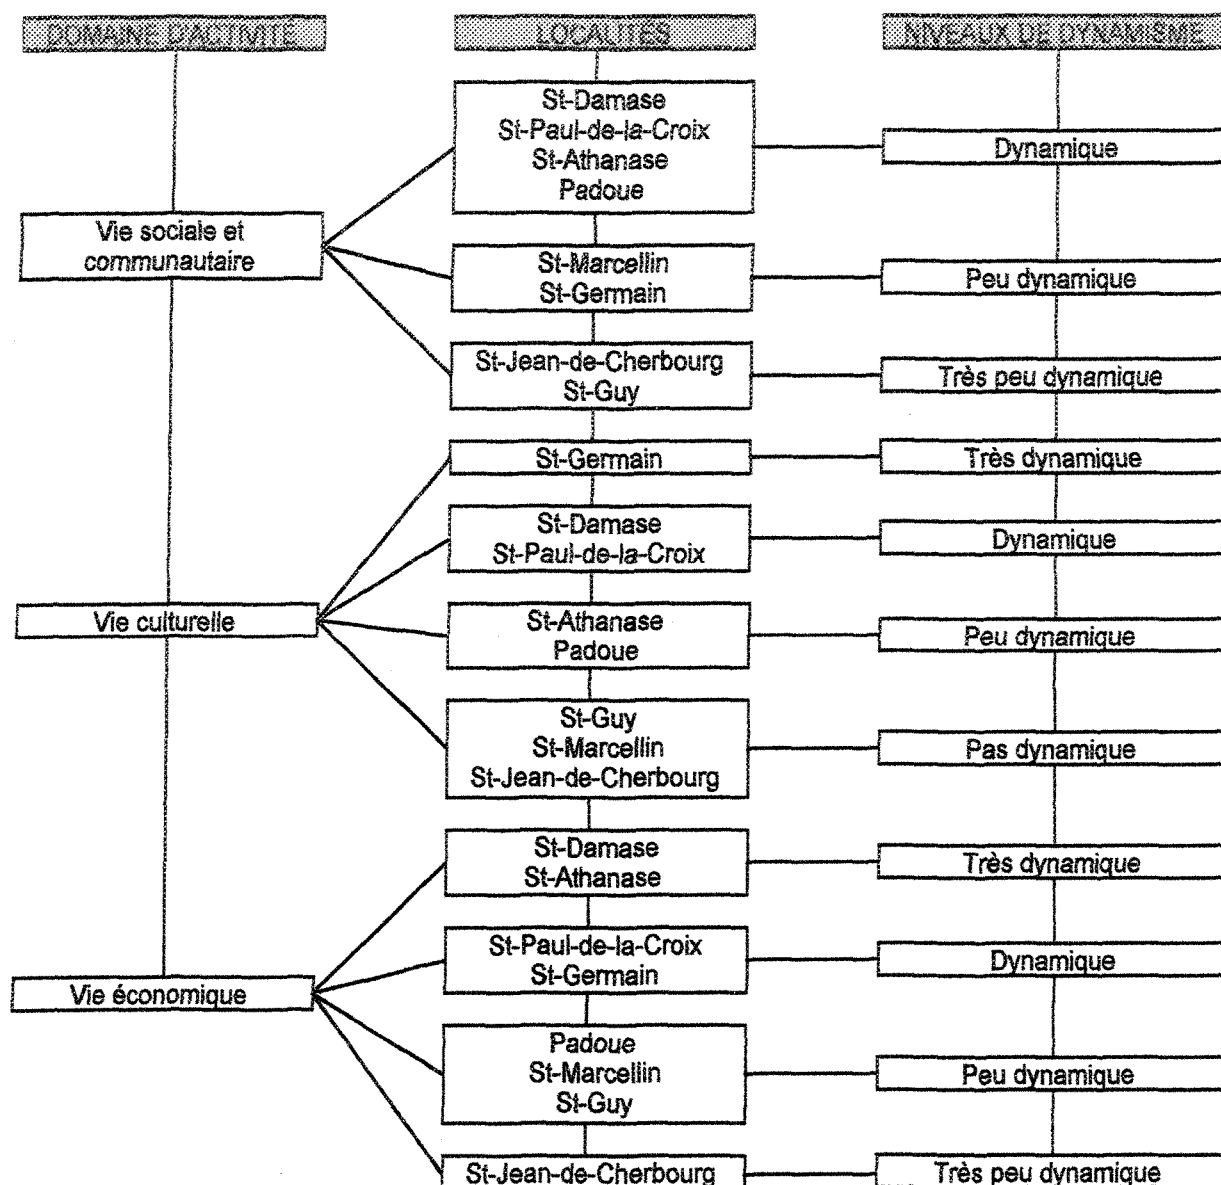 DOMAINE D'ACTIVITÉ
LOCALITÉS
NIVEAUX DE DYNAMISME
Vie sociale et
communautaire
St-Damase
St-Paul-de-la-Croix
St-Athanase
Padoue
Dynamique
St-Marcellin
St-Germain
Peu dynamique
St-Jean-de-Cherbourg
St-Guy
Très peu dynamique
Vie culturelle
St-Germain
Très dynamique
St-Damase
St-Paul-de-la-Croix
Dynamique
St-Athanase
Padoue
Peu dynamique
St-Guy
St-Marcellin
St-Jean-de-Cherbourg
Pas dynamique
Vie économique
St-Damase
St-Athanase
Très dynamique
St-Paul-de-la-Croix
St-Germain
Dynamique
Padoue
St-Marcellin
St-Guy
Peu dynamique
St-Jean-de-Cherbourg
Très peu dynamique